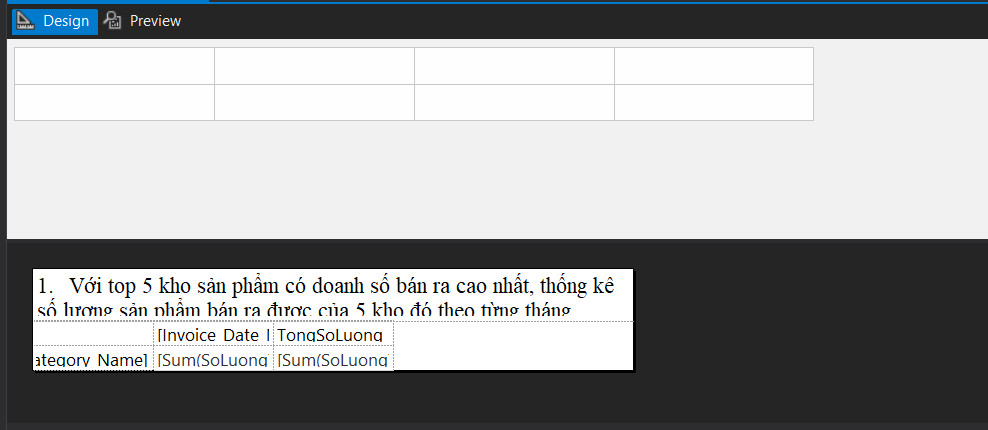 Design Preview
1. Với top 5 kho sản phẩm có doanh số bán ra cao nhất, thống kê
số lượng sản phẩm bán ra được của 5 kho đó theo từng tháng
[Invoice Date I TongSoLuong
ategory Name] [Sum(SoLuong [Sum(SoLuong